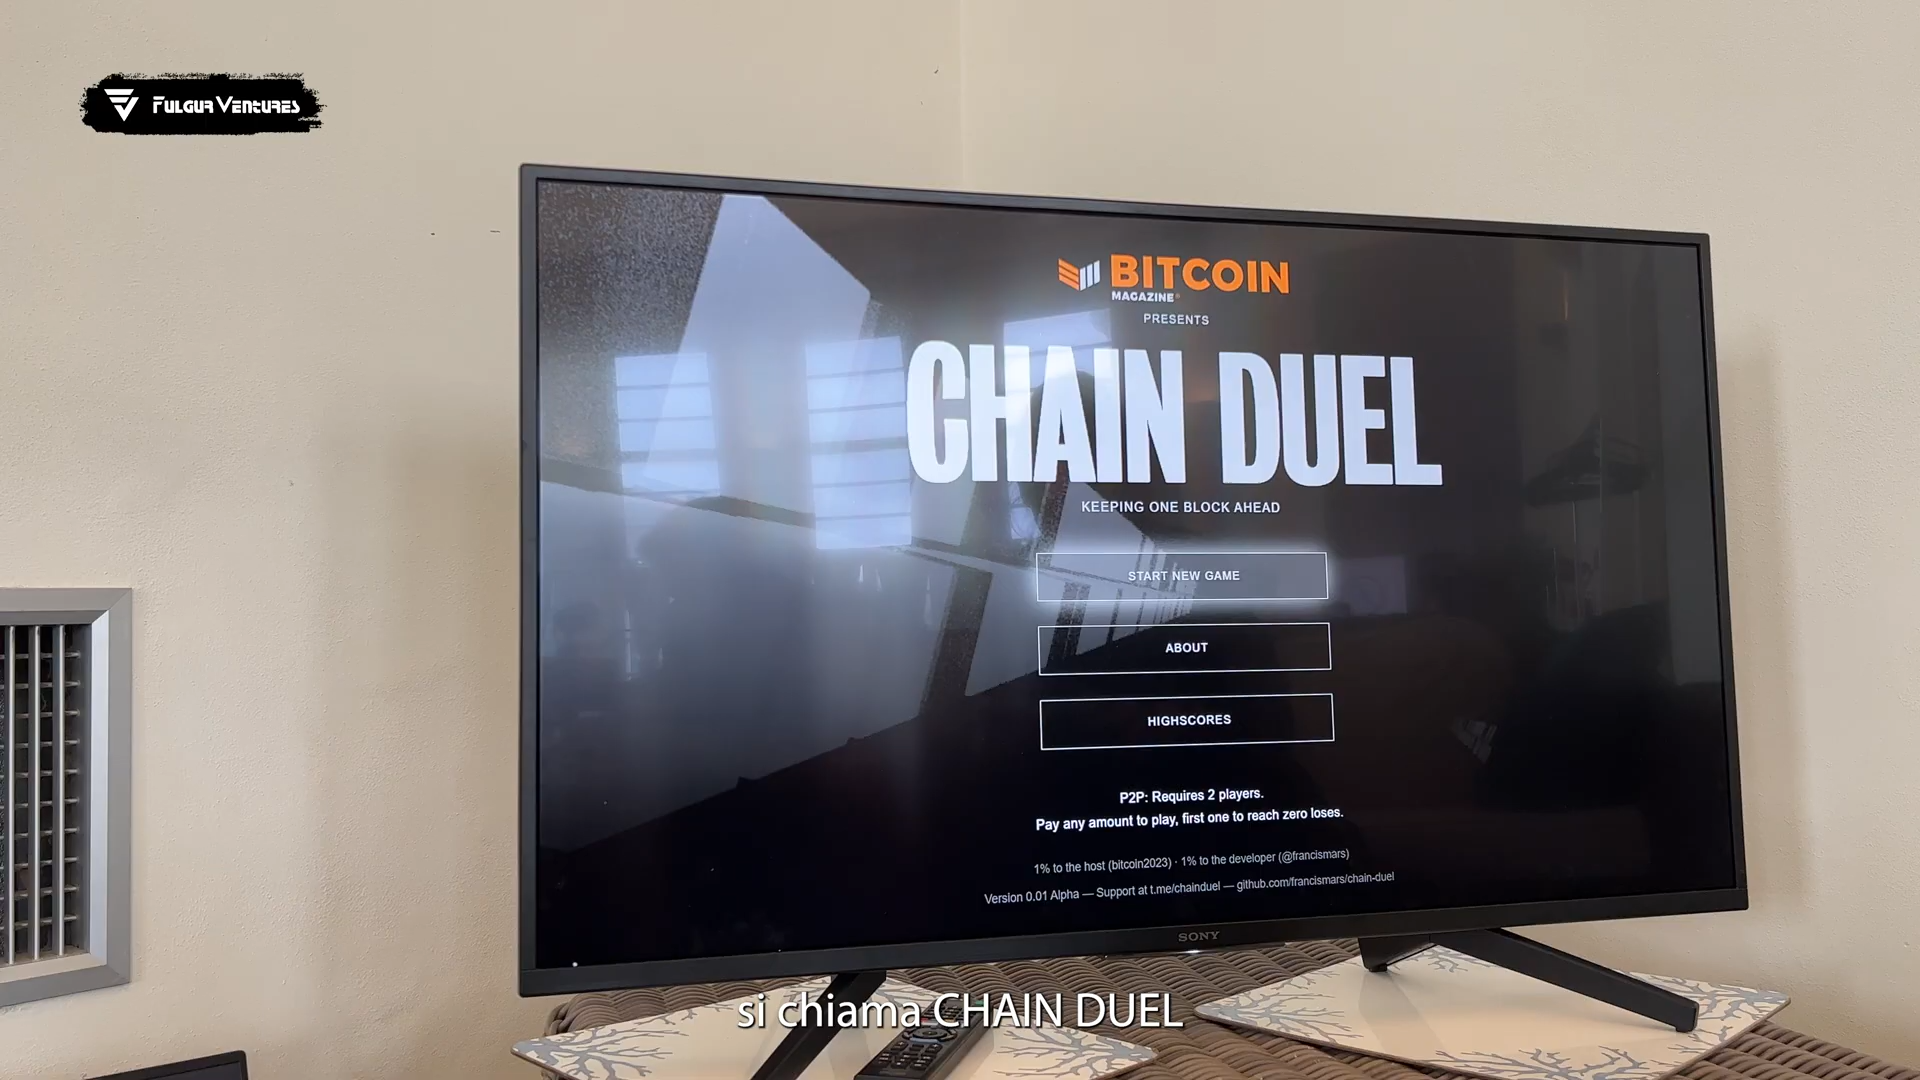 FULGUR VENTURES
BITCOIN
MAGAZINE
PRESENTS
CHAIN DUEL
KEEPING ONE BLOCK AHEAD
START NEW GAME
ABOUT
HIGHSCORES
P2P: Requires 2 players.
Pay any amount to play, first one to reach zero loses.
1% to the host (bitcoin2023) · 1% to the developer (@francismars)
Version 0.01 Alpha — Support at t.me/chainduel — github.com/francismars/chain-duel
SONY
si chiama CHAIN DUEL